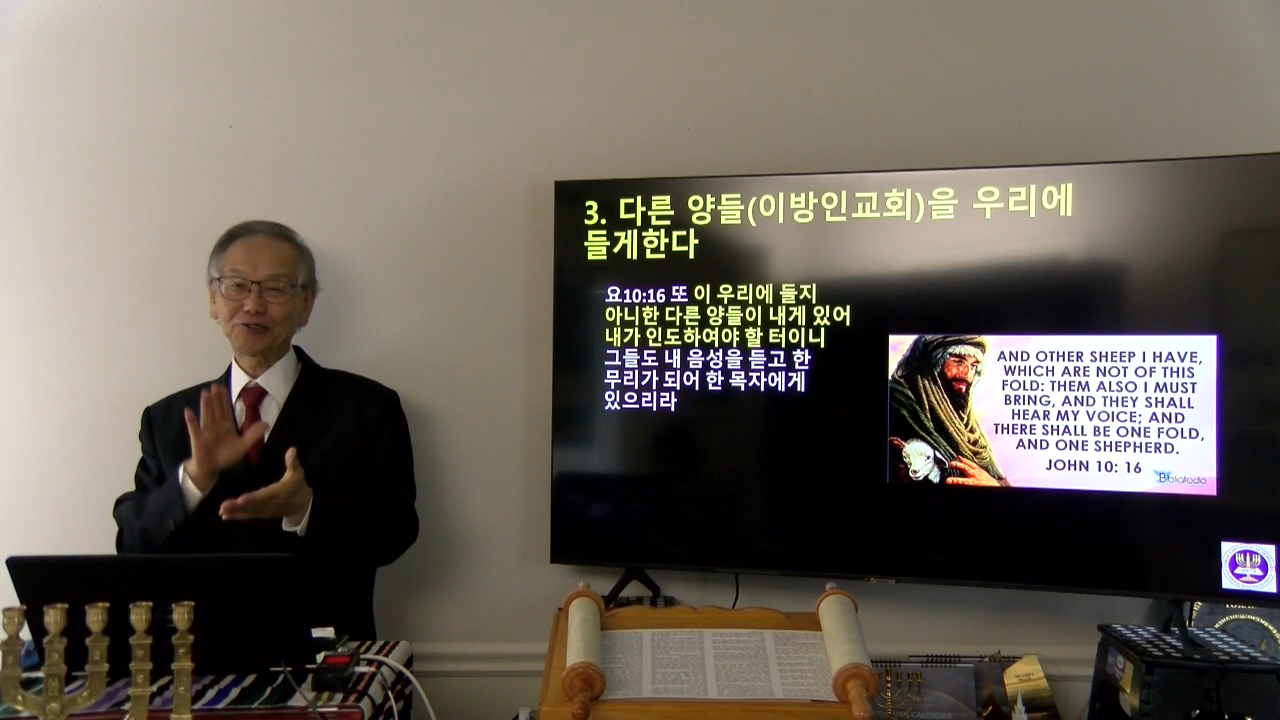 3. 다른 양들(이방인교회)을 우리에
들게한다
요10:16 또 이 우리에 들지
아니한 다른 양들이 내게 있어
내가 인도하여야 할 터이니
그들도 내 음성을 듣고 한
무리가 되어 한 목자에게
있으리라
AND OTHER SHEEP I HAVE,
WHICH ARE NOT OF THIS
FOLD: THEM ALSO I MUST
BRING, AND THEY SHALL
HEAR MY VOICE; AND
THERE SHALL BE ONE FOLD,
AND ONE SHEPHERD.
JOHN 10: 16
Bibliatodo
CALENDAR